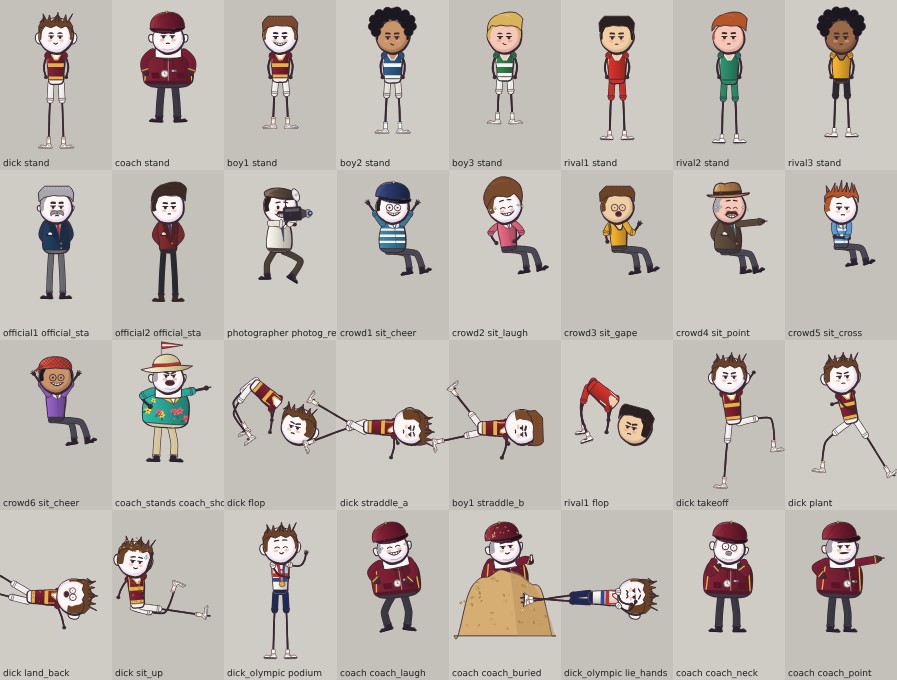 dick stand
coach stand
boy1 stand
boy2 stand
boy3 stand
rival1 stand
rival2 stand
rival3 stand
official1 official_sta
official2 official_sta
photographer photog_re
crowd1 sit_cheer
crowd2 sit_laugh
crowd3 sit_gape
crowd4 sit_point
crowd5 sit_cross
crowd6 sit_cheer
coach_stands coach_sho
dick flop
dick straddle_a
boy1 straddle_b
rival1 flop
dick takeoff
dick plant
dick land_back
dick sit_up
dick_olympic podium
coach coach_laugh
coach coach_buried
dick_olympic lie_hands
coach coach_neck
coach coach_point